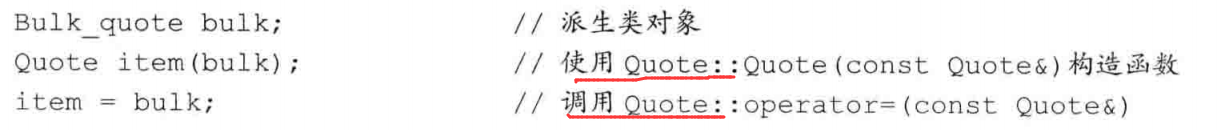 Bulk_quote bulk; // 派生类对象
Quote item(bulk); // 使用 Quote::Quote(const Quote&)构造函数
item = bulk; // 调用 Quote::operator=(const Quote&)